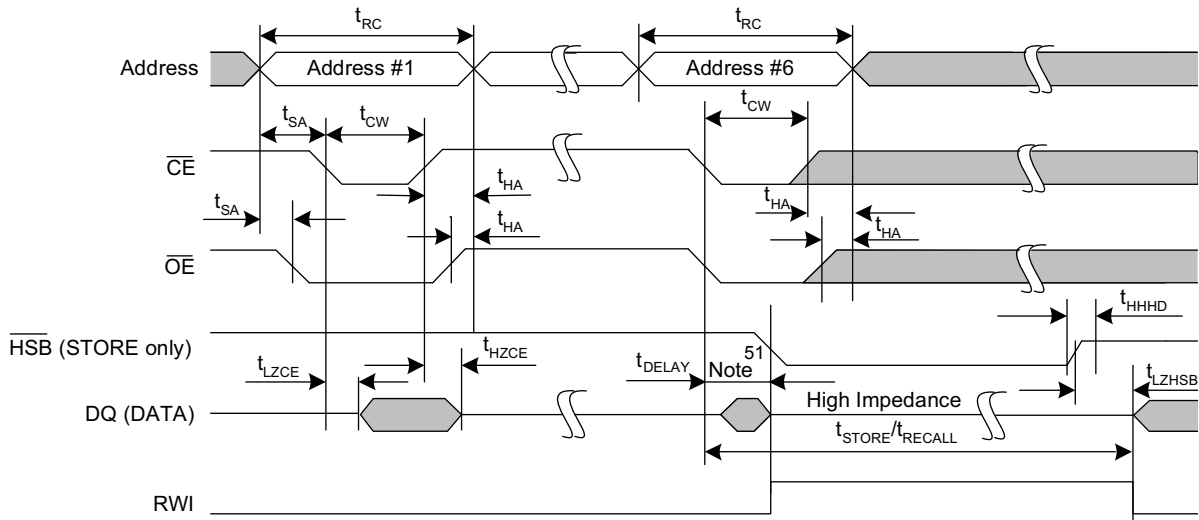 tRC tRC
Address Address #1 Address #6
tCW
tSA tCW
CE
tHA tHA
tSA
tHA tHA
OE
tHHHD
HSB (STORE only)
tHZCE 51
tLZCE tDELAY Note tLZHSB
High Impedance
DQ (DATA)
tSTORE/tRECALL
RWI